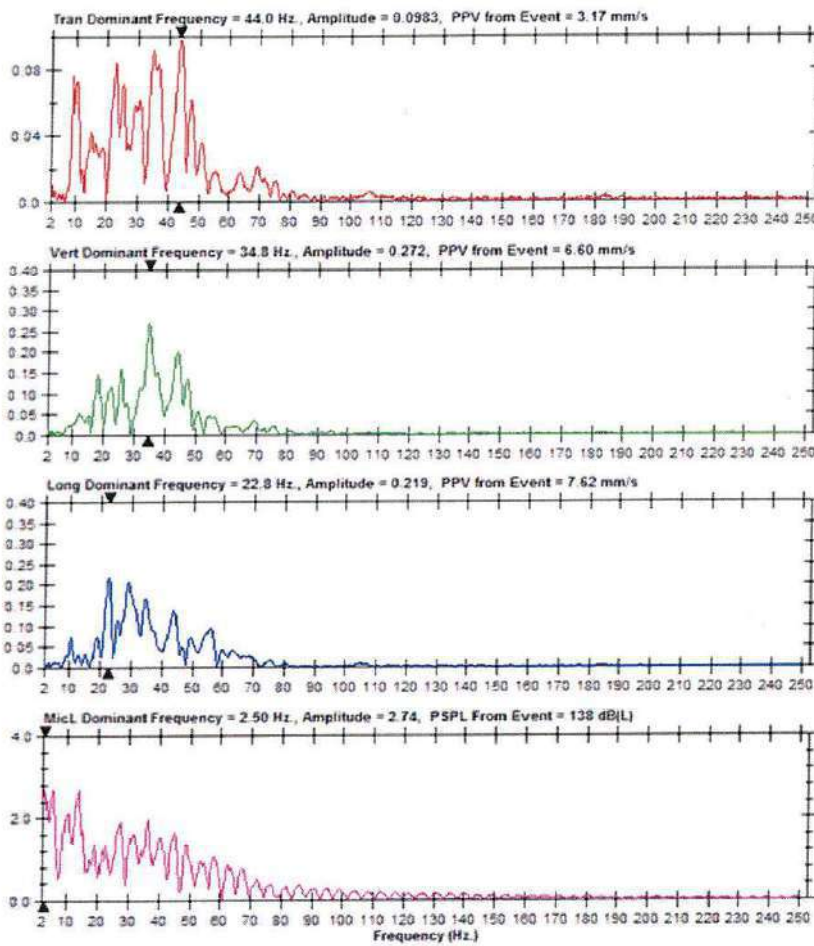 Tran Dominant Frequency = 44.0 Hz., Amplitude = 0.0983, PPV from Event = 3.17 mm/s
0.08
0.04
0.0
2 10 20 30 40 50 60 70 80 90 100 110 120 130 140 150 160 170 180 190 200 210 220 230 240 250
Vert Dominant Frequency = 34.8 Hz., Amplitude = 0.272, PPV from Event = 6.60 mm/s
0.40
0.35
0.30
0.25
0.20
0.15
0.10
0.05
0.0
2 10 20 30 40 50 60 70 80 90 100 110 120 130 140 150 160 170 180 190 200 210 220 230 240 250
Long Dominant Frequency = 22.8 Hz., Amplitude = 0.219, PPV from Event = 7.62 mm/s
0.40
0.35
0.30
0.25
0.20
0.15
0.10
0.05
0.0
2 10 20 30 40 50 60 70 80 90 100 110 120 130 140 150 160 170 180 190 200 210 220 230 240 250
MicL Dominant Frequency = 2.50 Hz., Amplitude = 2.74, PSPL From Event = 138 dB(L)
4.0
2.0
0.0
2 10 20 30 40 50 60 70 80 90 100 110 120 130 140 150 160 170 180 190 200 210 220 230 240 250
Frequency (Hz.)